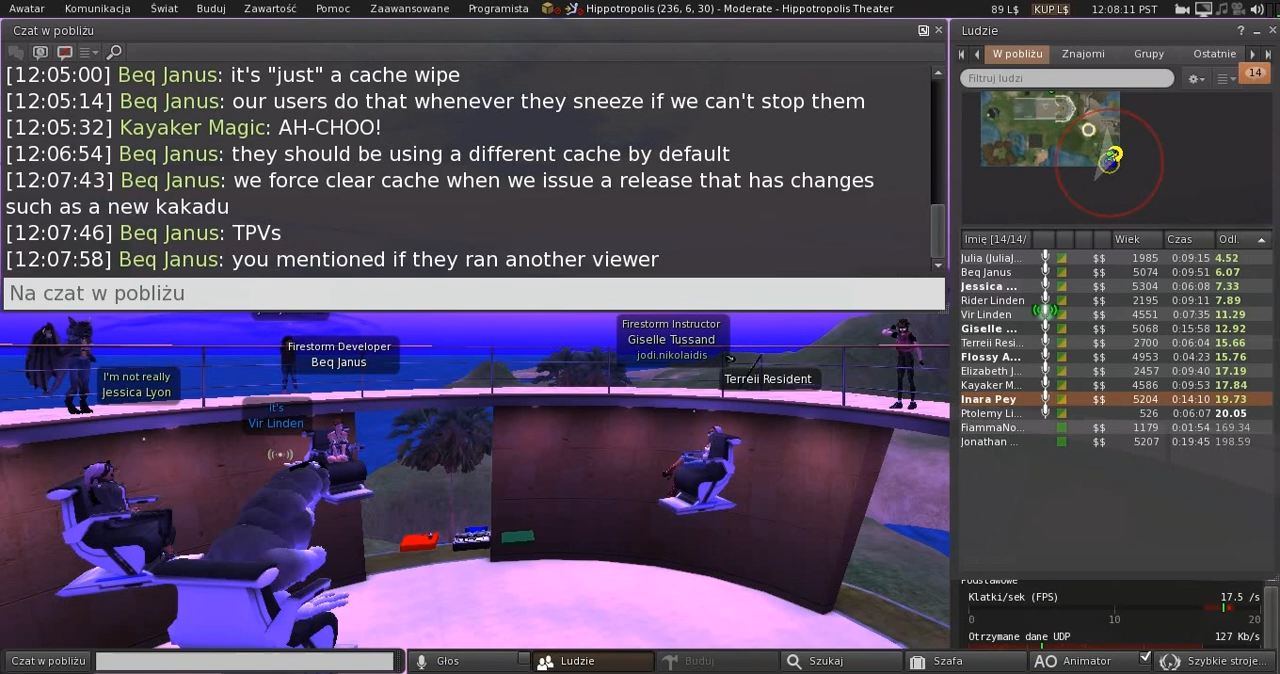 Awatar Komunikacja Świat Buduj Zawartość Pomoc Zaawansowane Programista Hippotropolis (236, 6, 30) - Moderate - Hippotropolis Theater 89 L$ KUP L$ 12:08:11 PST
Czat w pobliżu
[12:05:00] Beq Janus: it's "just" a cache wipe
[12:05:14] Beq Janus: our users do that whenever they sneeze if we can't stop them
[12:05:32] Kayaker Magic: AH-CHOO!
[12:06:54] Beq Janus: they should be using a different cache by default
[12:07:43] Beq Janus: we force clear cache when we issue a release that has changes
such as a new kakadu
[12:07:46] Beq Janus: TPVs
[12:07:58] Beq Janus: you mentioned if they ran another viewer
Na czat w pobliżu
Firestorm Instructor
Giselle Tussand
jodi.nikolaidis
Firestorm Developer
Beq Janus
I'm not really
Jessica Lyon
Terreii Resident
it's
Vir Linden
Ludzie
W pobliżu Znajomi Grupy Ostatnie
14
Filtruj ludzi
Imię [14/14/ Wiek Czas Odl.
Julia (JuliaJ... $$ 1985 0:09:15 4.52
Beq Janus $$ 5074 0:09:51 6.07
Jessica ... $$ 5304 0:06:08 7.33
Rider Linden $$ 2195 0:09:11 7.89
Vir Linden $$ 4551 0:07:35 11.29
Giselle ... $$ 5068 0:15:58 12.92
Terreii Resi... $$ 2700 0:06:04 15.66
Flossy A... $$ 4953 0:04:23 15.76
Elizabeth J... $$ 2457 0:09:40 17.19
Kayaker M... $$ 4586 0:09:53 17.84
Inara Pey $$ 5204 0:14:10 19.73
Ptolemy Li... 526 0:06:07 20.05
FiammaNo... $$ 1179 0:01:54 169.34
Jonathan ... $$ 5207 0:19:45 198.59
Podstawowe
Klatki/sek (FPS) 17.5 /s
0 10 20
Otrzymane dane UDP 127 Kb/s
Czat w pobliżu Głos Ludzie Buduj Szukaj Szafa AO Animator Szybkie stroje...